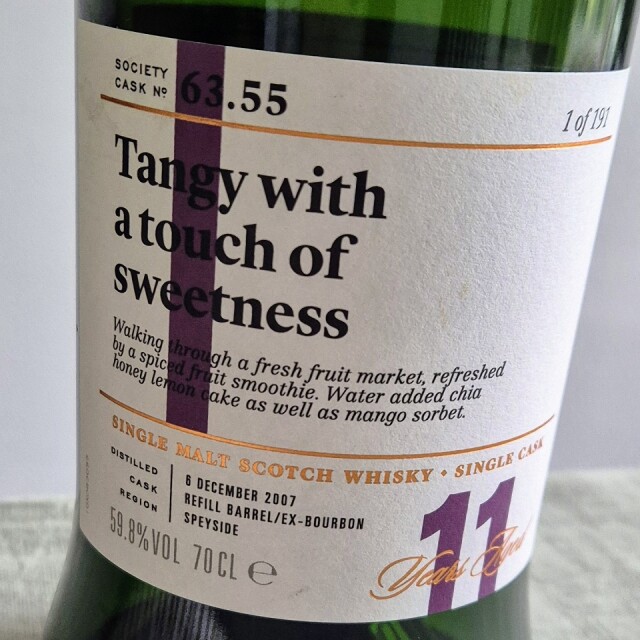 SOCIETY
CASK Nº 63.55
1 of 191
Tangy with
a touch of
sweetness
Walking through a fresh fruit market, refreshed
by a spiced fruit smoothie. Water added chia
honey lemon cake as well as mango sorbet.
SINGLE MALT SCOTCH WHISKY • SINGLE CASK
DISTILLED 6 DECEMBER 2007
CASK REFILL BARREL/EX-BOURBON
REGION SPEYSIDE
59.8%VOL 70CL ℮
11
Years Aged